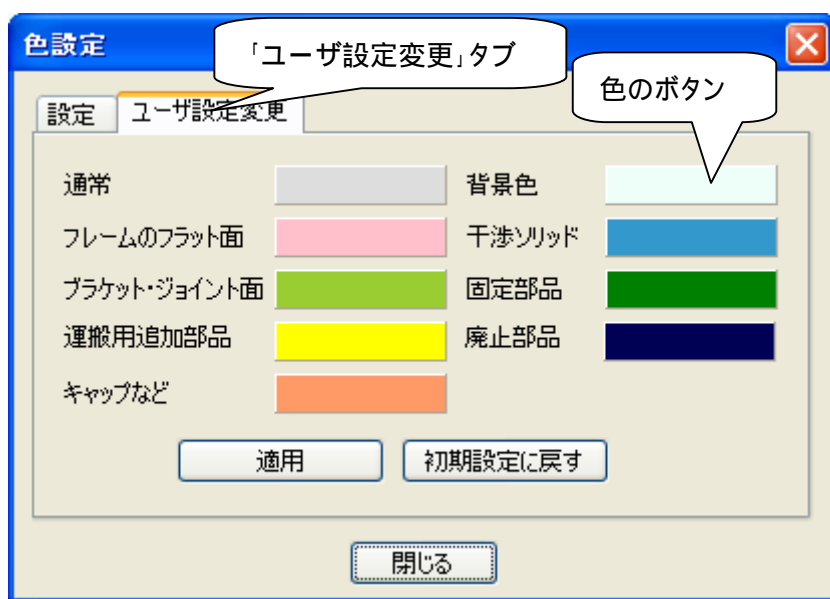 色設定
「ユーザ設定変更」タブ
色のボタン
設定
ユーザ設定変更
通常
背景色
フレームのフラット面
干渉ソリッド
ブラケット・ジョイント面
固定部品
運搬用追加部品
廃止部品
キャップなど
適用
初期設定に戻す
閉じる